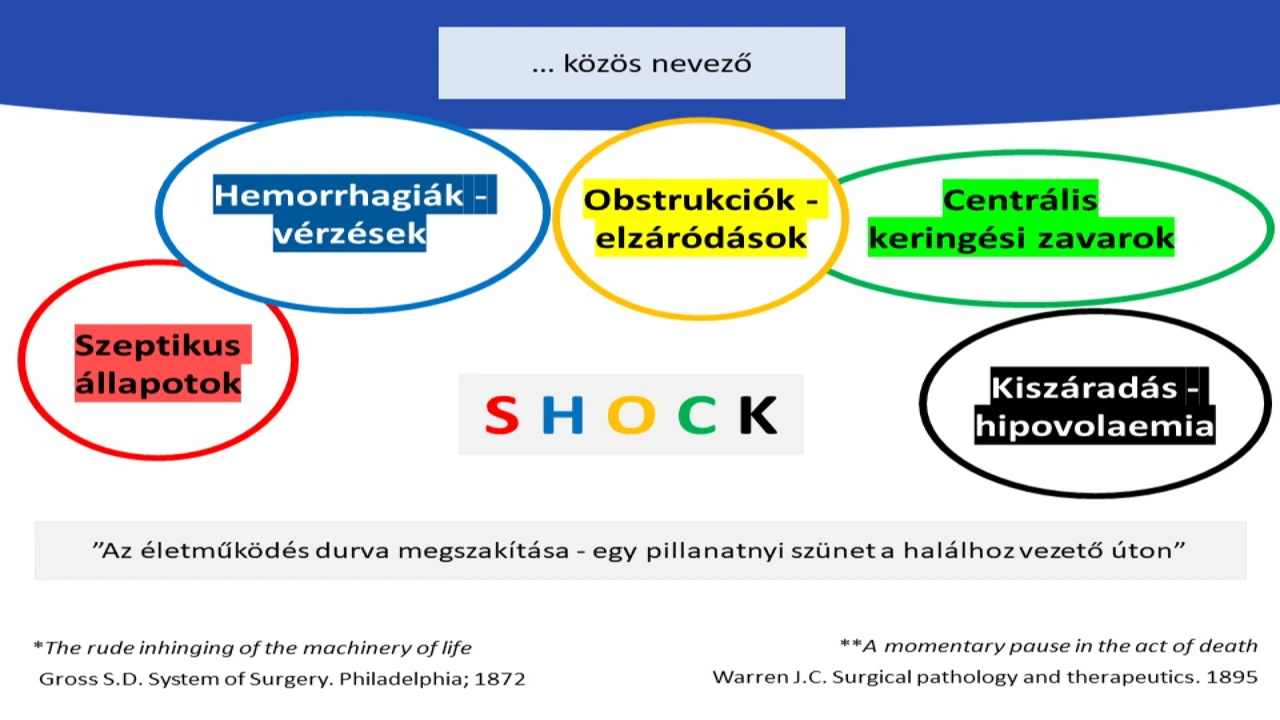 ... közös nevező
Hemorrhagiák -
vérzések
Obstrukciók -
elzáródások
Centrális
keringési zavarok
Szeptikus
állapotok
Kiszáradás -
hipovolaemia
S H O C K
”Az életműködés durva megszakítása - egy pillanatnyi szünet a halálhoz vezető úton”
*The rude inhinging of the machinery of life
Gross S.D. System of Surgery. Philadelphia; 1872
**A momentary pause in the act of death
Warren J.C. Surgical pathology and therapeutics. 1895